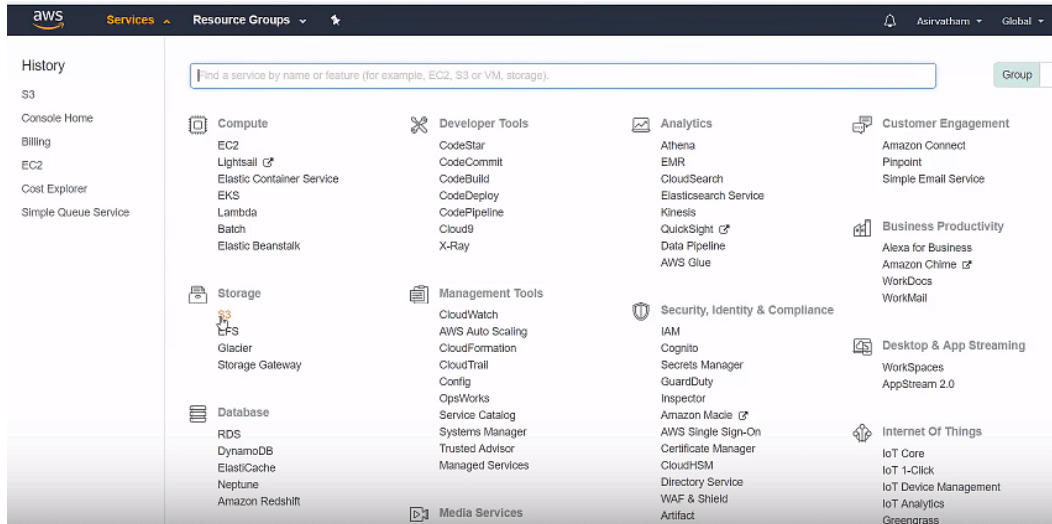 aws Services Resource Groups Asirvatham Global
History
S3
Console Home
Billing
EC2
Cost Explorer
Simple Queue Service
Find a service by name or feature (for example, EC2, S3 or VM, storage).
Group
Compute
EC2
Lightsail
Elastic Container Service
EKS
Lambda
Batch
Elastic Beanstalk
Storage
S3
EFS
Glacier
Storage Gateway
Database
RDS
DynamoDB
ElastiCache
Neptune
Amazon Redshift
Developer Tools
CodeStar
CodeCommit
CodeBuild
CodeDeploy
CodePipeline
Cloud9
X-Ray
Management Tools
CloudWatch
AWS Auto Scaling
CloudFormation
CloudTrail
Config
OpsWorks
Service Catalog
Systems Manager
Trusted Advisor
Managed Services
Media Services
Analytics
Athena
EMR
CloudSearch
Elasticsearch Service
Kinesis
QuickSight
Data Pipeline
AWS Glue
Security, Identity & Compliance
IAM
Cognito
Secrets Manager
GuardDuty
Inspector
Amazon Macie
AWS Single Sign-On
Certificate Manager
CloudHSM
Directory Service
WAF & Shield
Artifact
Customer Engagement
Amazon Connect
Pinpoint
Simple Email Service
Business Productivity
Alexa for Business
Amazon Chime
WorkDocs
WorkMail
Desktop & App Streaming
WorkSpaces
AppStream 2.0
Internet Of Things
IoT Core
IoT 1-Click
IoT Device Management
IoT Analytics
Greengrass